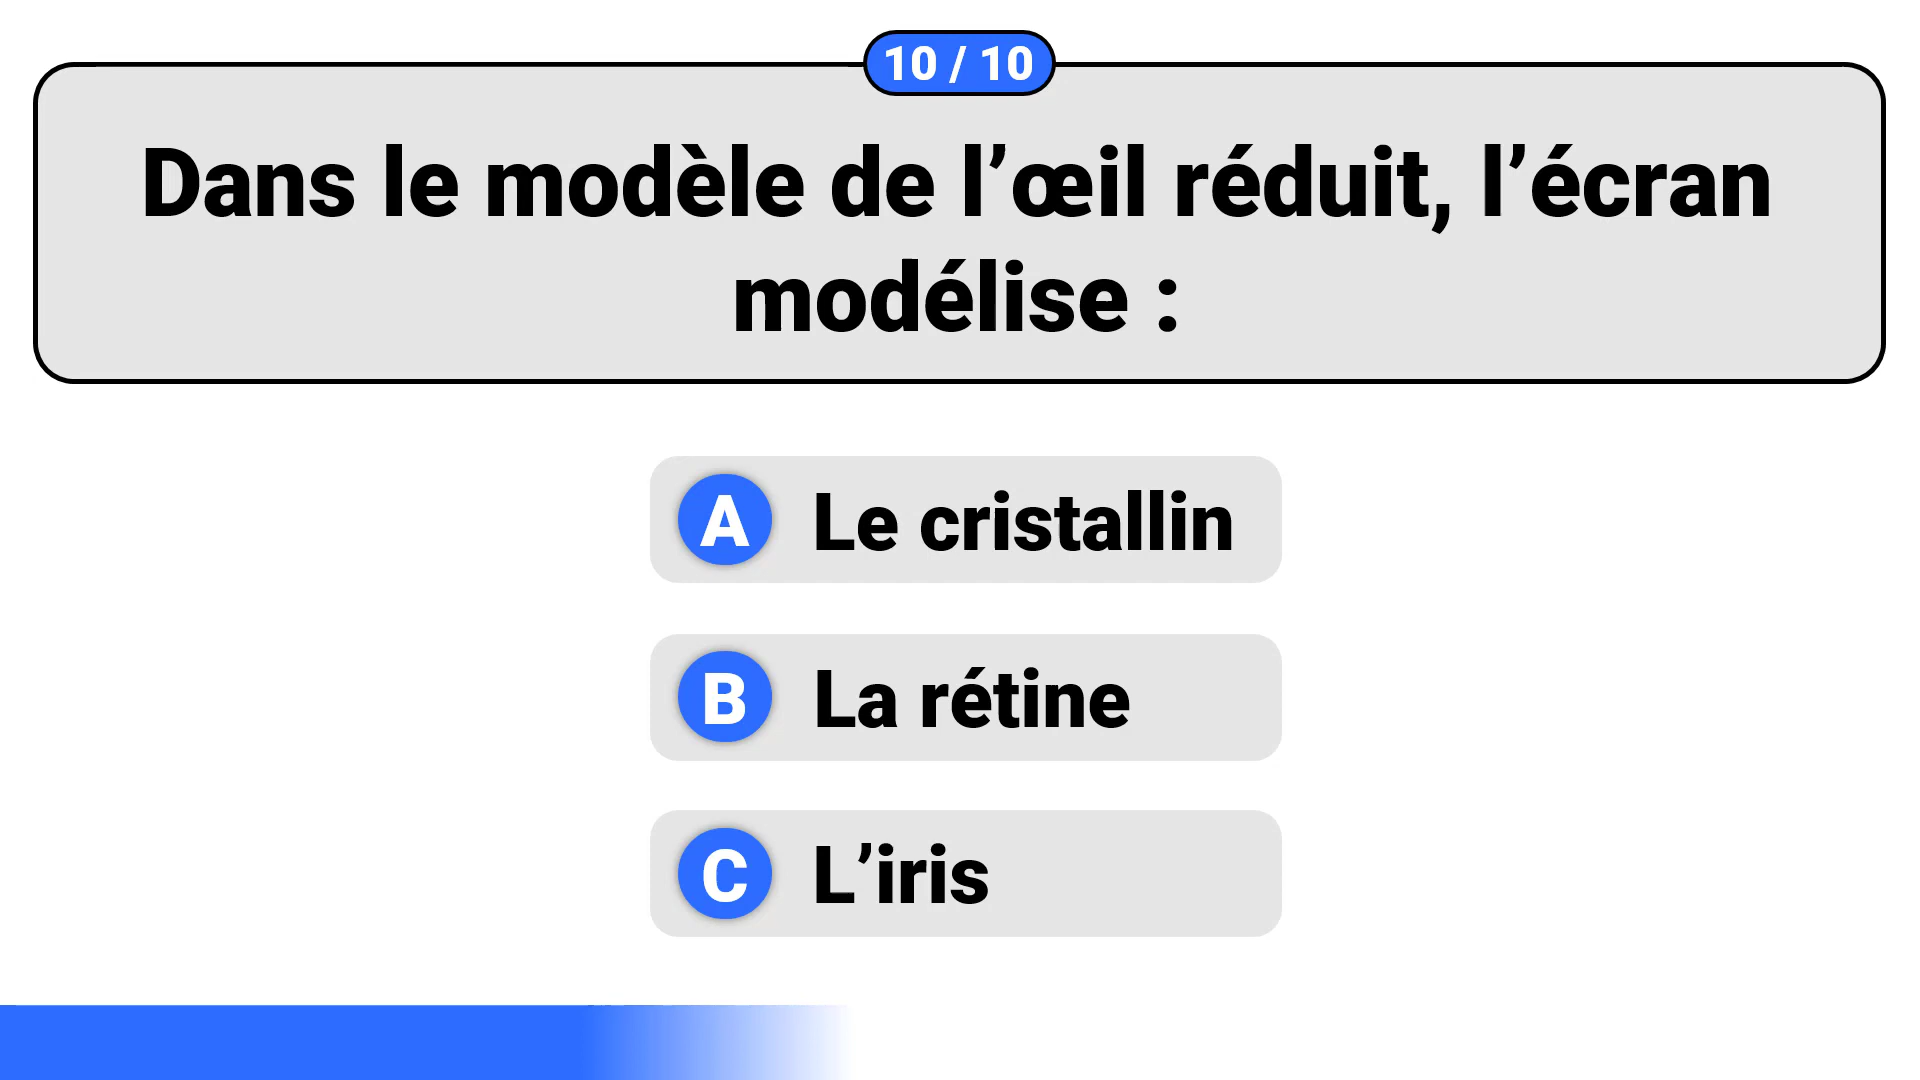 10 / 10
Dans le modèle de l’œil réduit, l’écran
modélise :
A Le cristallin
B La rétine
C L’iris